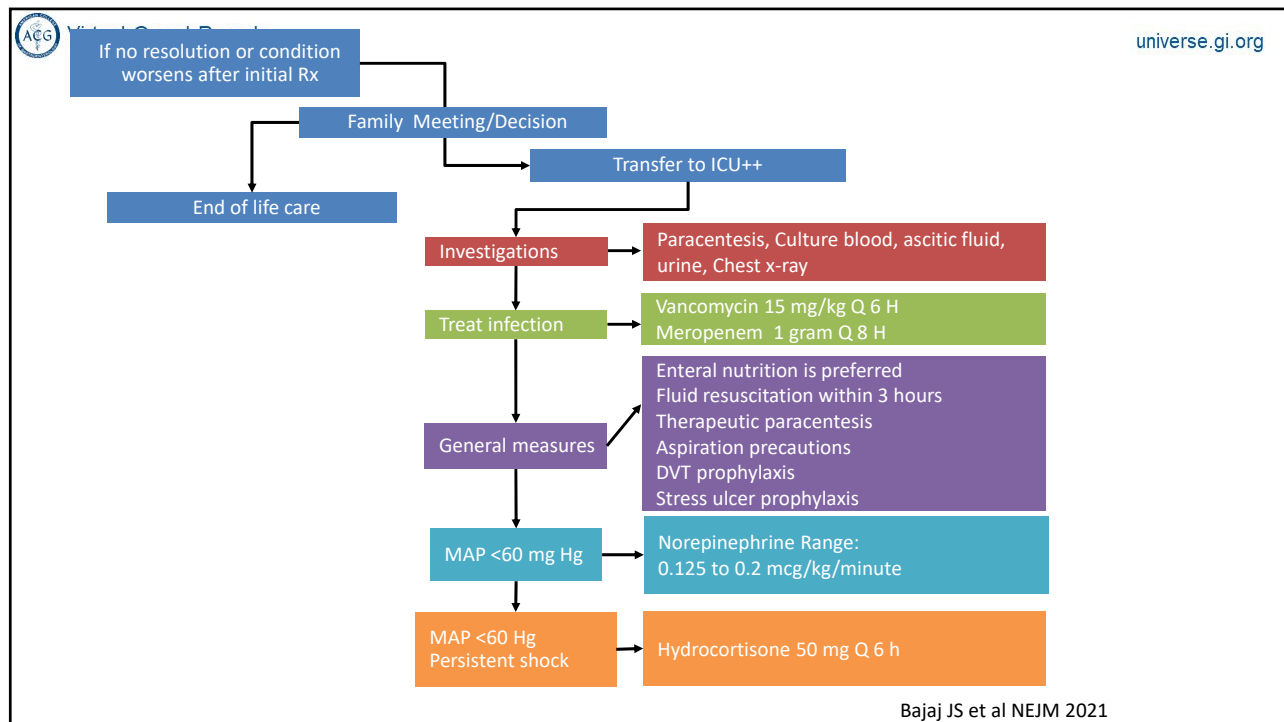 ACG
universe.gi.org
If no resolution or condition
worsens after initial Rx
Family Meeting/Decision
Transfer to ICU++
End of life care
Investigations
Paracentesis, Culture blood, ascitic fluid,
urine, Chest x-ray
Treat infection
Vancomycin 15 mg/kg Q 6 H
Meropenem 1 gram Q 8 H
General measures
Enteral nutrition is preferred
Fluid resuscitation within 3 hours
Therapeutic paracentesis
Aspiration precautions
DVT prophylaxis
Stress ulcer prophylaxis
MAP <60 mg Hg
Norepinephrine Range:
0.125 to 0.2 mcg/kg/minute
MAP <60 Hg
Persistent shock
Hydrocortisone 50 mg Q 6 h
Bajaj JS et al NEJM 2021